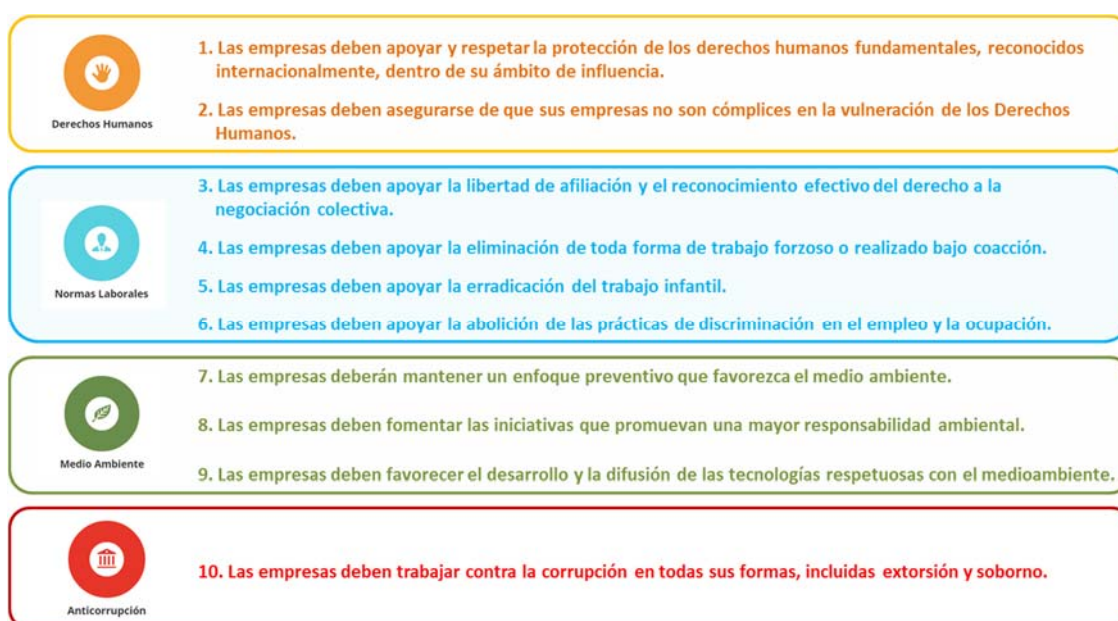 Derechos Humanos
1. Las empresas deben apoyar y respetar la protección de los derechos humanos fundamentales, reconocidos
internacionalmente, dentro de su ámbito de influencia.
2. Las empresas deben asegurarse de que sus empresas no son cómplices en la vulneración de los Derechos
Humanos.
Normas Laborales
3. Las empresas deben apoyar la libertad de afiliación y el reconocimiento efectivo del derecho a la
negociación colectiva.
4. Las empresas deben apoyar la eliminación de toda forma de trabajo forzoso o realizado bajo coacción.
5. Las empresas deben apoyar la erradicación del trabajo infantil.
6. Las empresas deben apoyar la abolición de las prácticas de discriminación en el empleo y la ocupación.
Medio Ambiente
7. Las empresas deberán mantener un enfoque preventivo que favorezca el medio ambiente.
8. Las empresas deben fomentar las iniciativas que promuevan una mayor responsabilidad ambiental.
9. Las empresas deben favorecer el desarrollo y la difusión de las tecnologías respetuosas con el medioambiente.
Anticorrupción
10. Las empresas deben trabajar contra la corrupción en todas sus formas, incluidas extorsión y soborno.